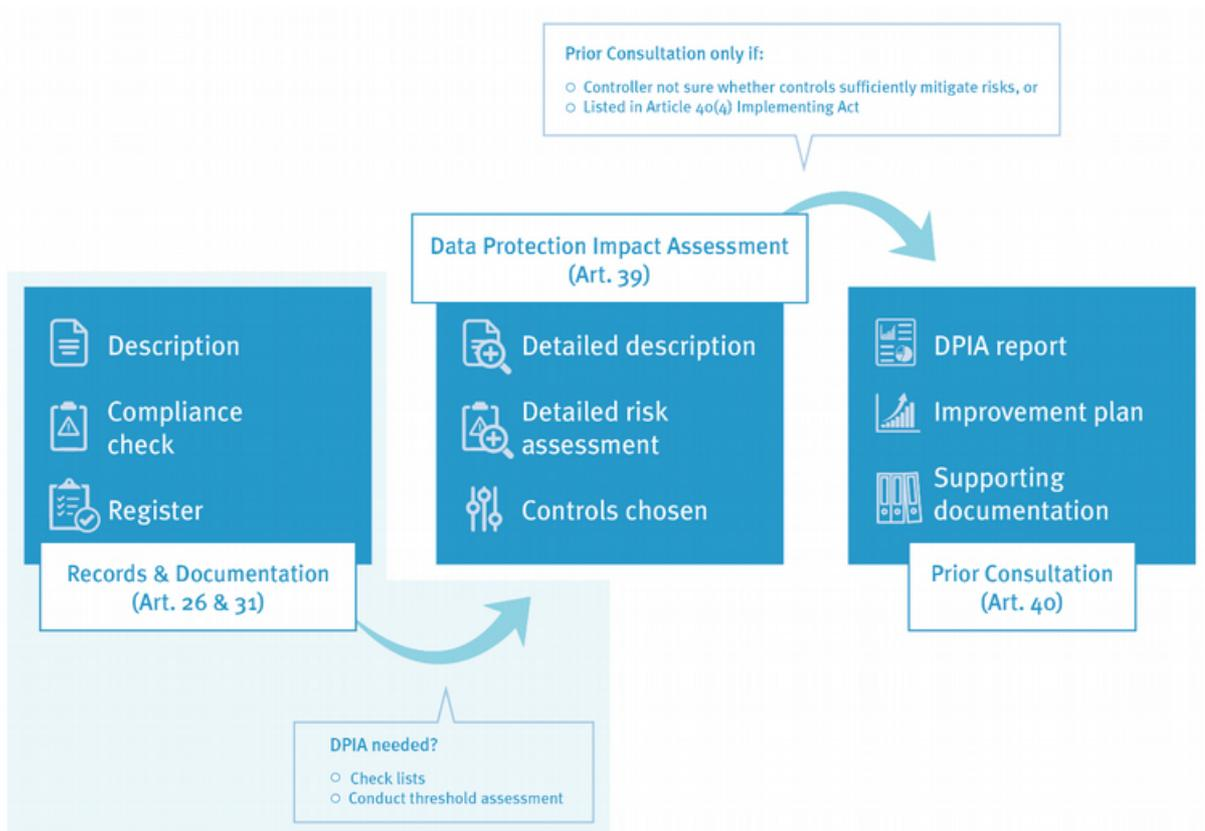 Prior Consultation only if:
○ Controller not sure whether controls sufficiently mitigate risks, or
○ Listed in Article 40(4) Implementing Act
Data Protection Impact Assessment
(Art. 39)
Description
Compliance
check
Register
Records & Documentation
(Art. 26 & 31)
Detailed description
Detailed risk
assessment
Controls chosen
DPIA report
Improvement plan
Supporting
documentation
Prior Consultation
(Art. 40)
DPIA needed?
○ Check lists
○ Conduct threshold assessment